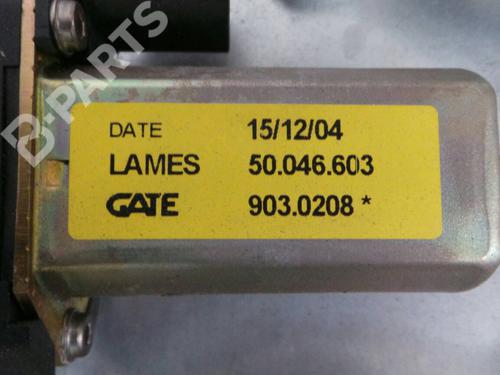 B-PARTS
DATE 15/12/04
LAMES 50.046.603
GATE 903.0208 *